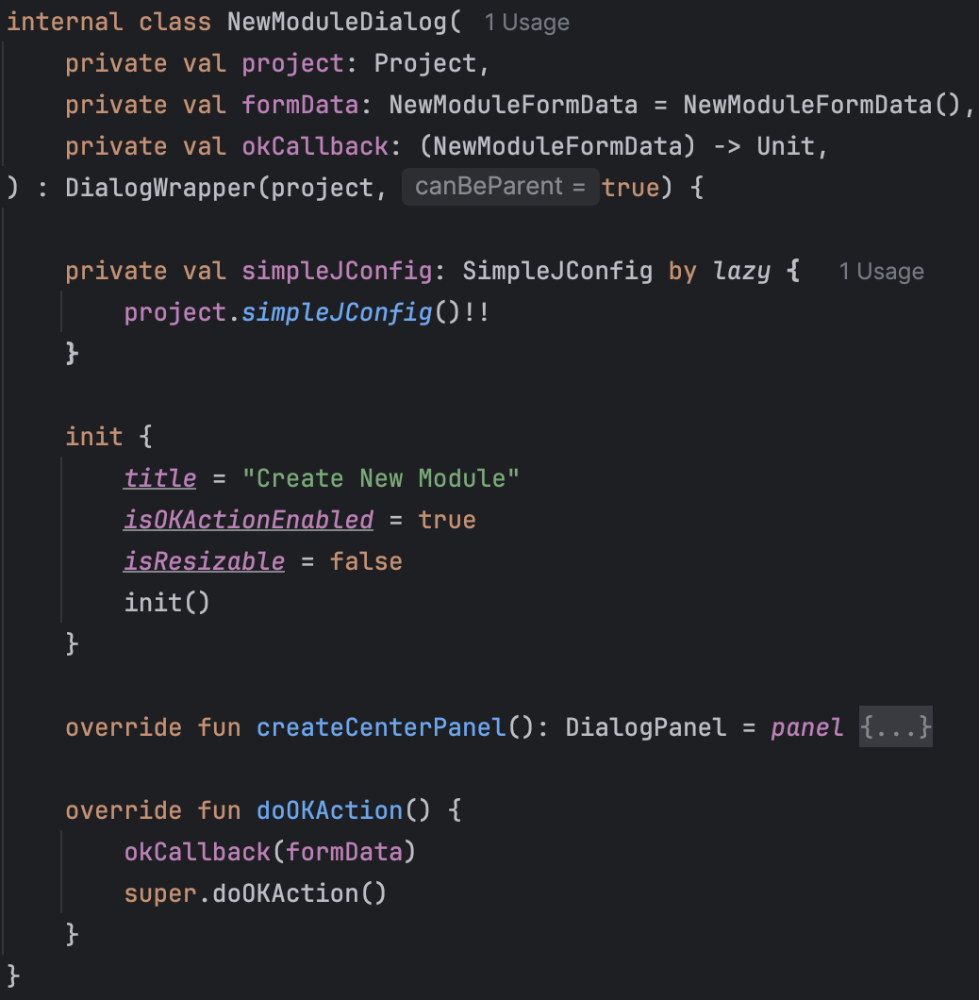 internal class NewModuleDialog( 1 Usage
    private val project: Project,
    private val formData: NewModuleFormData = NewModuleFormData(),
    private val okCallback: (NewModuleFormData) -> Unit,
) : DialogWrapper(project, canBeParent = true) {
    private val simpleJConfig: SimpleJConfig by lazy { 1 Usage
        project.simpleJConfig()!!
    }
    init {
        title = "Create New Module"
        isOKActionEnabled = true
        isResizable = false
        init()
    }
    override fun createCenterPanel(): DialogPanel = panel {...}
    override fun doOKAction() {
        okCallback(formData)
        super.doOKAction()
    }
}